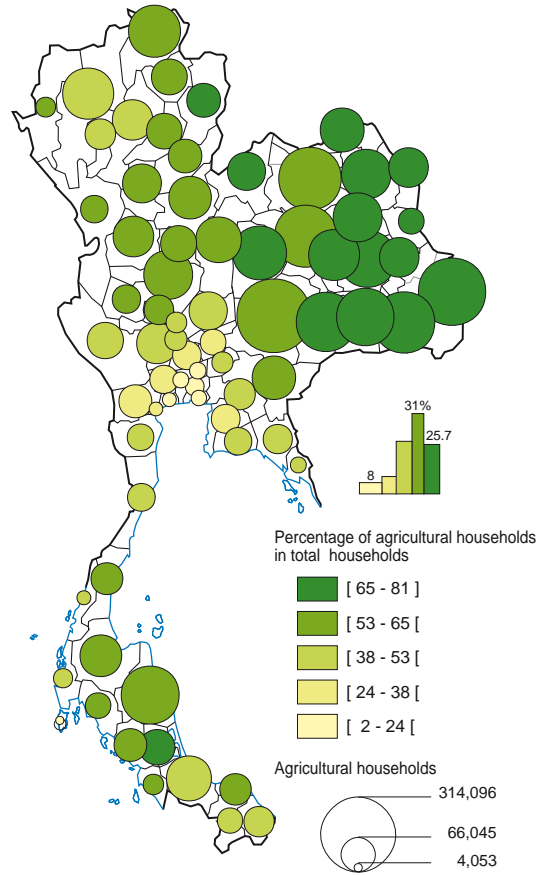 31%
25.7
8
Percentage of agricultural households
in total households
[ 65 - 81 ]
[ 53 - 65 [
[ 38 - 53 [
[ 24 - 38 [
[ 2 - 24 [
Agricultural households
314,096
66,045
4,053